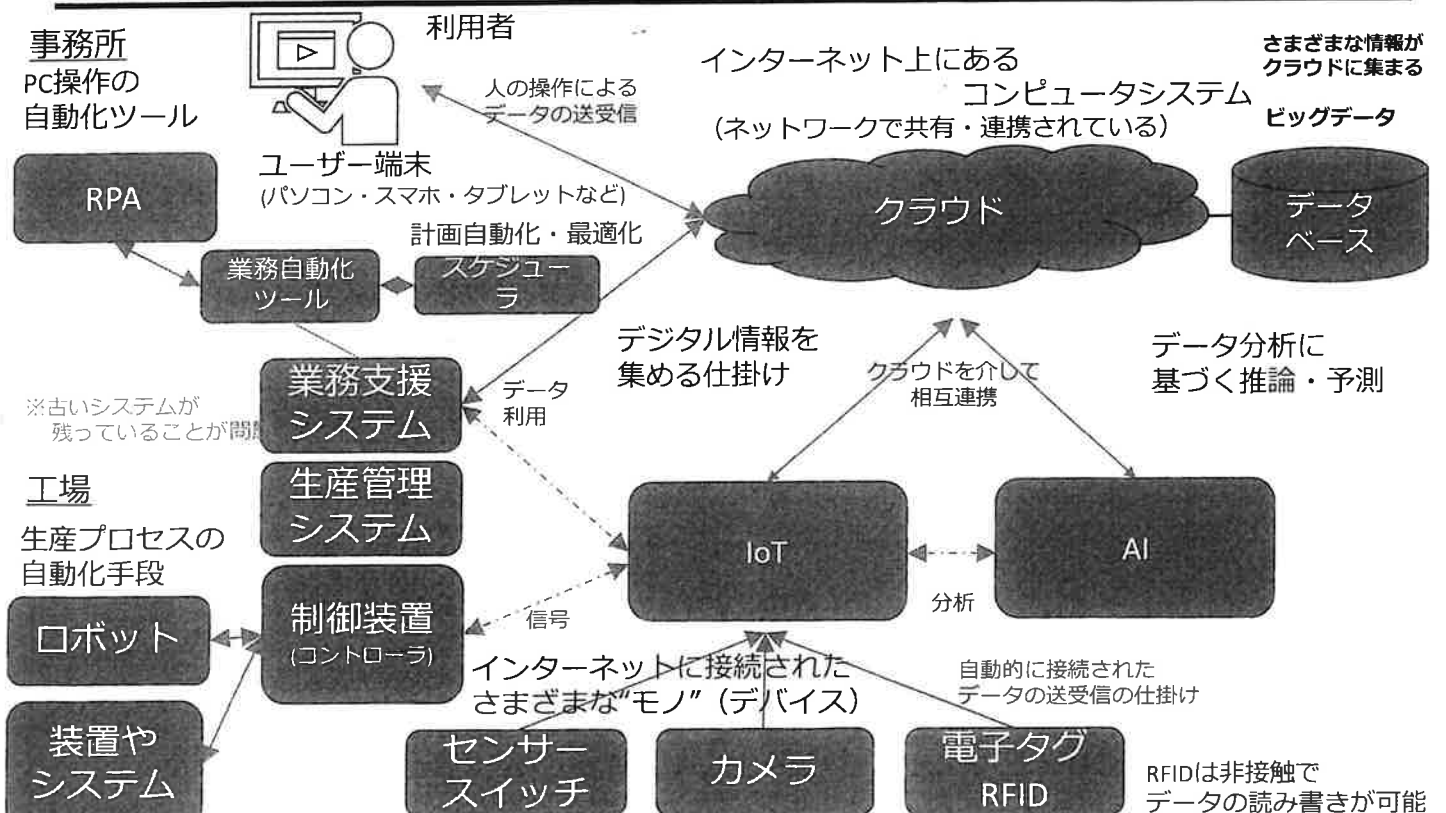 事務所
PC操作の
自動化ツール
利用者
人の操作による
データの送受信
インターネット上にある
コンピュータシステム
（ネットワークで共有・連携されている）
さまざまな情報が
クラウドに集まる
ビッグデータ
RPA
ユーザー端末
(パソコン・スマホ・タブレットなど)
クラウド
データ
ベース
計画自動化・最適化
業務自動化
ツール
スケジュー
ラ
デジタル情報を
集める仕掛け
クラウドを介して
相互連携
データ分析に
基づく推論・予測
業務支援
システム
データ
利用
※古いシステムが
残っていることが問
生産管理
システム
工場
生産プロセスの
自動化手段
IoT
AI
分析
ロボット
制御装置
(コントローラ)
信号
インターネットに接続された
さまざまな“モノ”（デバイス）
自動的に接続された
データの送受信の仕掛け
装置や
システム
センサー
スイッチ
カメラ
電子タグ
RFID
RFIDは非接触で
データの読み書きが可能